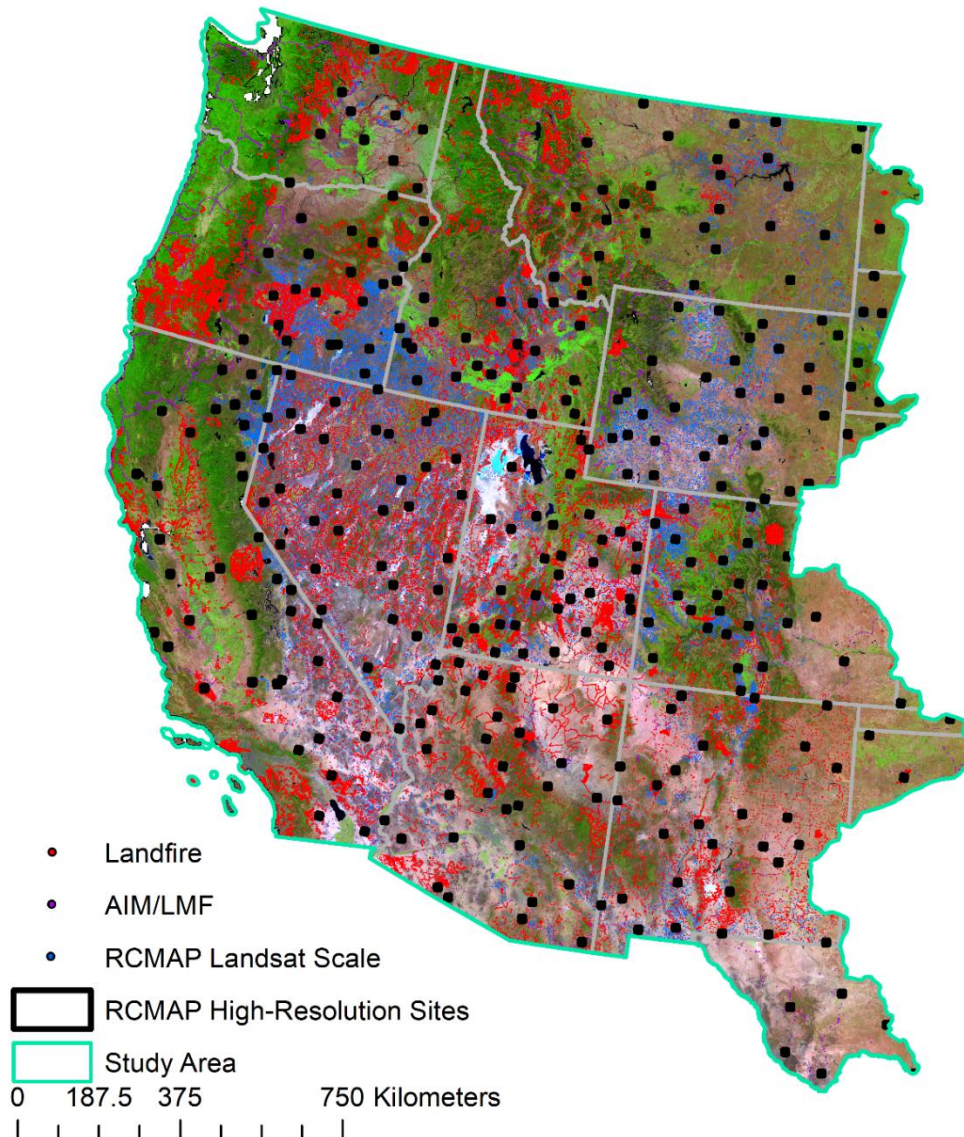 Landfire
AIM/LMF
RCMAP Landsat Scale
RCMAP High-Resolution Sites
Study Area
0 187.5 375 750 Kilometers